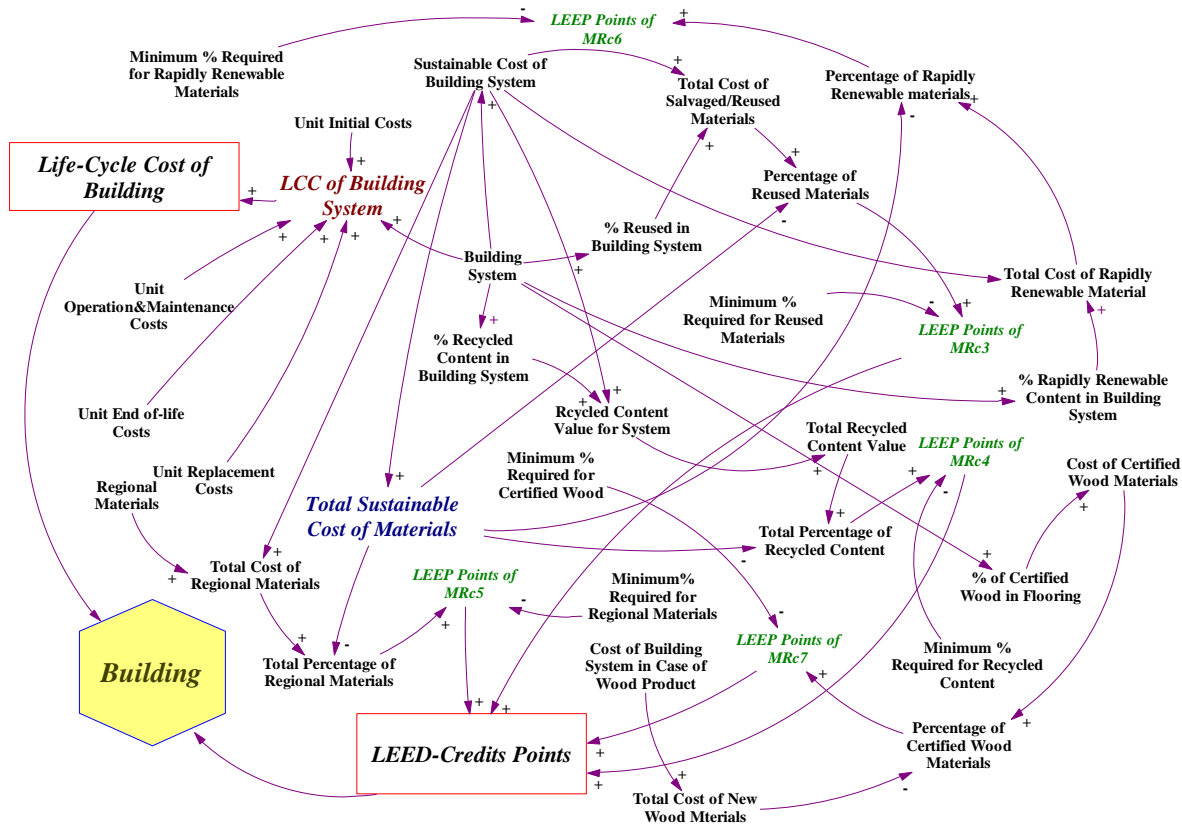 LEEP Points of
MRc6
Minimum % Required
for Rapidly Renewable
Materials
Sustainable Cost of
Building System
Total Cost of
Salvaged/Reused
Materials
Percentage of Rapidly
Renewable materials
Unit Initial Costs
Life-Cycle Cost of
Building
LCC of Building
System
Percentage of
Reused Materials
% Reused in
Building System
Building
System
Total Cost of Rapidly
Renewable Material
Unit
Operation&Maintenance
Costs
Minimum %
Required for Reused
Materials
LEEP Points of
MRc3
% Recycled
Content in
Building System
% Rapidly Renewable
Content in Building
System
Unit End of-life
Costs
Rcycled Content
Value for System
Total Recycled
Content Value
LEEP Points of
MRc4
Minimum %
Required for
Certified Wood
Cost of Certified
Wood Materials
Unit Replacement
Costs
Regional
Materials
Total Sustainable
Cost of Materials
Total Percentage of
Recycled Content
Total Cost of
Regional Materials
LEEP Points of
MRc5
Minimum%
Required for
Regional Materials
% of Certified
Wood in Flooring
Building
Total Percentage of
Regional Materials
Cost of Building
System in Case of
Wood Product
LEEP Points of
MRc7
Minimum %
Required for Recycled
Content
LEED-Credits Points
Percentage of
Certified Wood
Materials
Total Cost of New
Wood Mterials